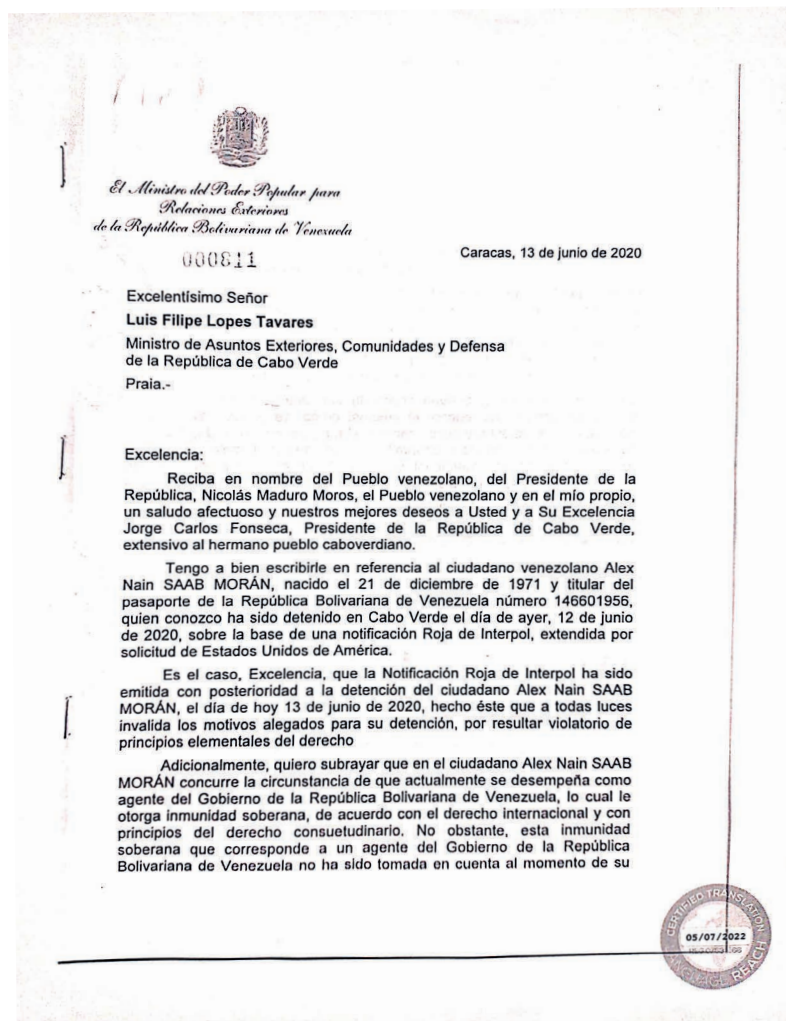 El Ministro del Poder Popular para
Relaciones Exteriores
de la República Bolivariana de Venezuela
000811
Caracas, 13 de junio de 2020
Excelentísimo Señor
Luis Filipe Lopes Tavares
Ministro de Asuntos Exteriores, Comunidades y Defensa
de la República de Cabo Verde
Praia.-
Excelencia:
Reciba en nombre del Pueblo venezolano, del Presidente de la
República, Nicolás Maduro Moros, el Pueblo venezolano y en el mío propio,
un saludo afectuoso y nuestros mejores deseos a Usted y a Su Excelencia
Jorge Carlos Fonseca, Presidente de la República de Cabo Verde,
extensivo al hermano pueblo caboverdiano.
Tengo a bien escribirle en referencia al ciudadano venezolano Alex
Nain SAAB MORÁN, nacido el 21 de diciembre de 1971 y titular del
pasaporte de la República Bolivariana de Venezuela número 146601956,
quien conozco ha sido detenido en Cabo Verde el día de ayer, 12 de junio
de 2020, sobre la base de una notificación Roja de Interpol, extendida por
solicitud de Estados Unidos de América.
Es el caso, Excelencia, que la Notificación Roja de Interpol ha sido
emitida con posterioridad a la detención del ciudadano Alex Nain SAAB
MORÁN, el día de hoy 13 de junio de 2020, hecho éste que a todas luces
invalida los motivos alegados para su detención, por resultar violatorio de
principios elementales del derecho
Adicionalmente, quiero subrayar que en el ciudadano Alex Nain SAAB
MORÁN concurre la circunstancia de que actualmente se desempeña como
agente del Gobierno de la República Bolivariana de Venezuela, lo cual le
otorga inmunidad soberana, de acuerdo con el derecho internacional y con
principios del derecho consuetudinario. No obstante, esta inmunidad
soberana que corresponde a un agente del Gobierno de la República
Bolivariana de Venezuela no ha sido tomada en cuenta al momento de su
CERTIFIED TRANSLATION
05/07/2022
REACH